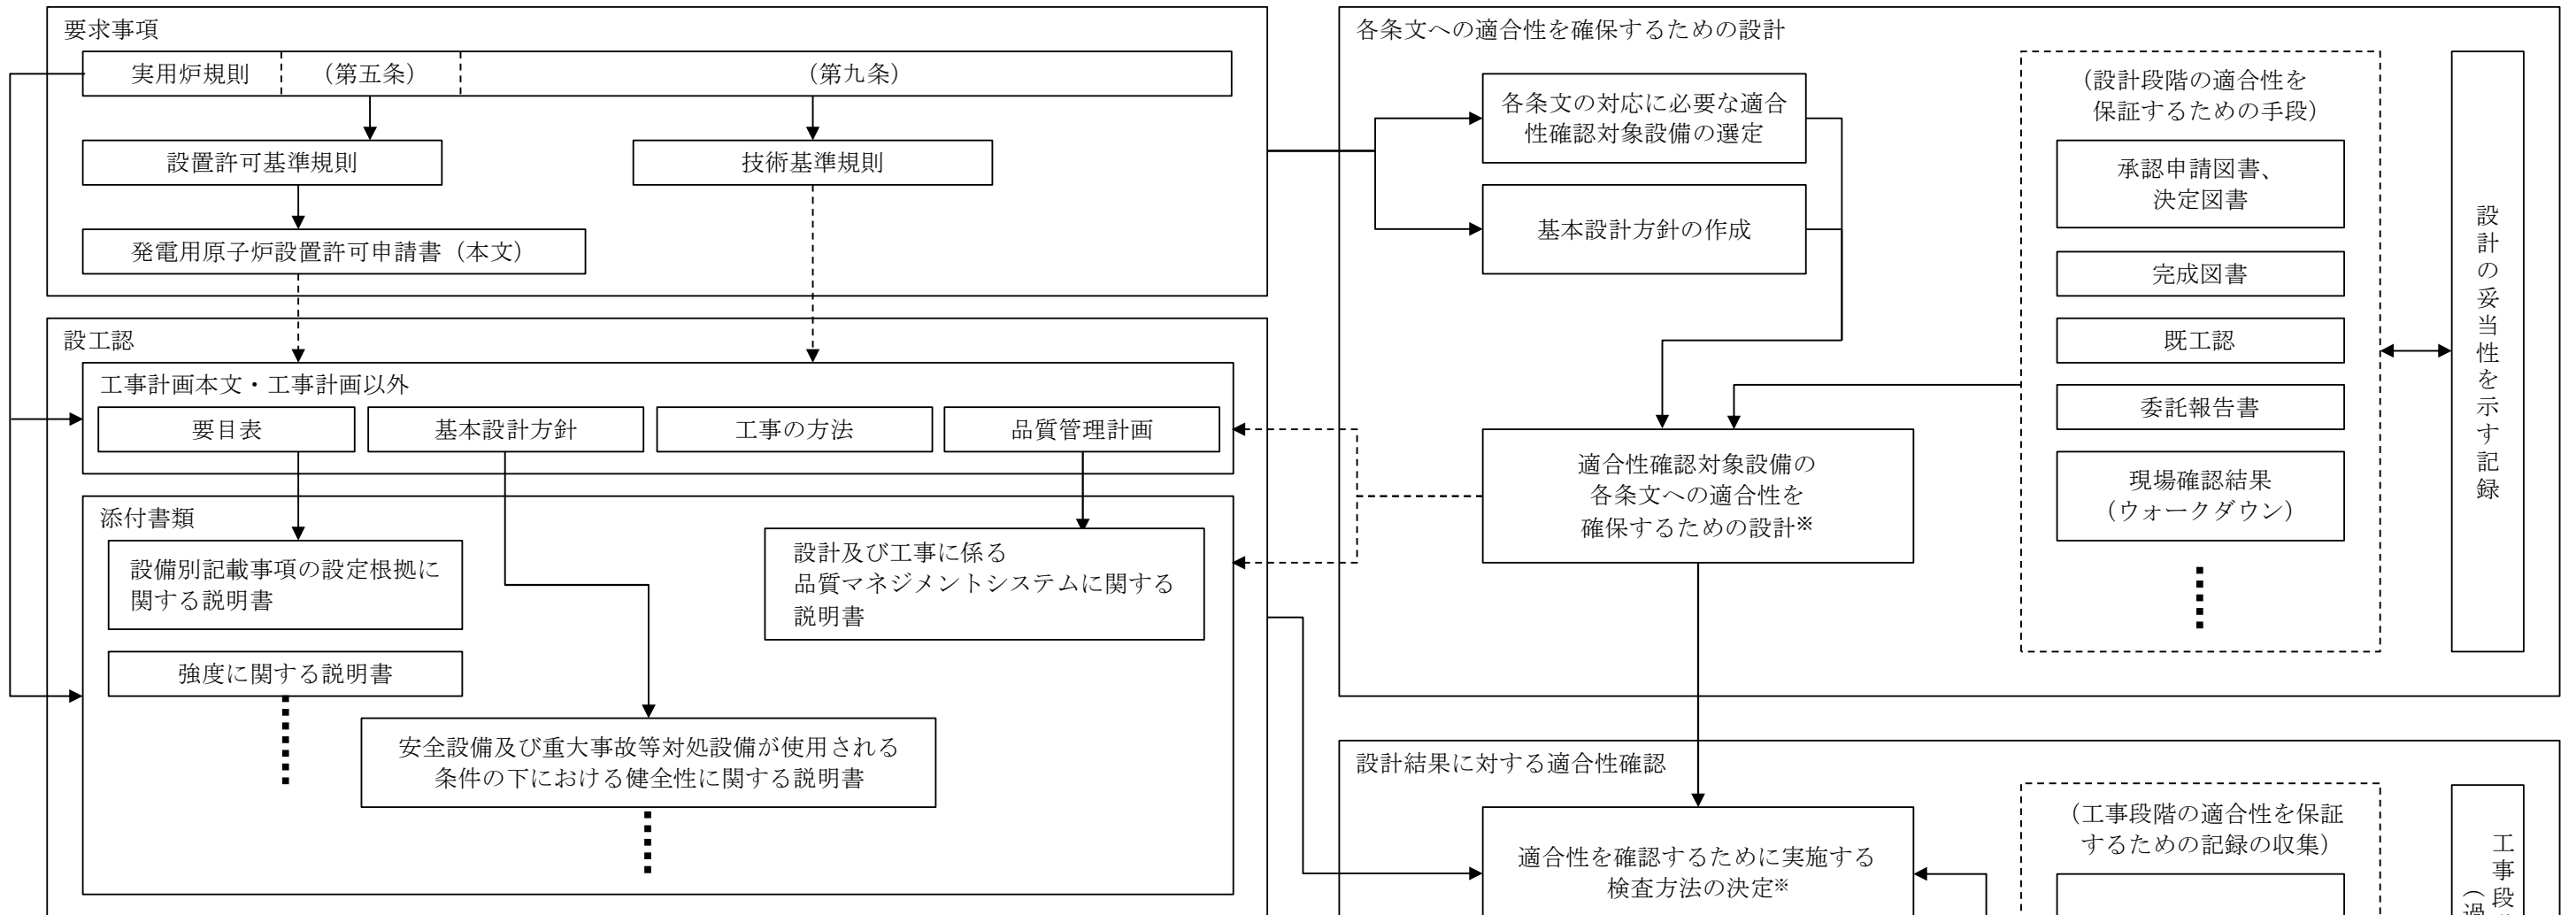 要求事項
実用炉規則
（第五条）
（第九条）
設置許可基準規則
技術基準規則
発電用原子炉設置許可申請書（本文）
設工認
工事計画本文・工事計画以外
要目表
基本設計方針
工事の方法
品質管理計画
添付書類
設備別記載事項の設定根拠に
関する説明書
強度に関する説明書
設計及び工事に係る
品質マネジメントシステムに関する
説明書
安全設備及び重大事故等対処設備が使用される
条件の下における健全性に関する説明書
各条文への適合性を確保するための設計
各条文の対応に必要な適合
性確認対象設備の選定
基本設計方針の作成
適合性確認対象設備の
各条文への適合性を
確保するための設計※
（設計段階の適合性を
保証するための手段）
承認申請図書、
決定図書
完成図書
既工認
委託報告書
現場確認結果
（ウォークダウン）
設計の妥当性を示す記録
設計結果に対する適合性確認
適合性を確認するために実施する
検査方法の決定※
（工事段階の適合性を保証
するための記録の収集）
工事段
（過